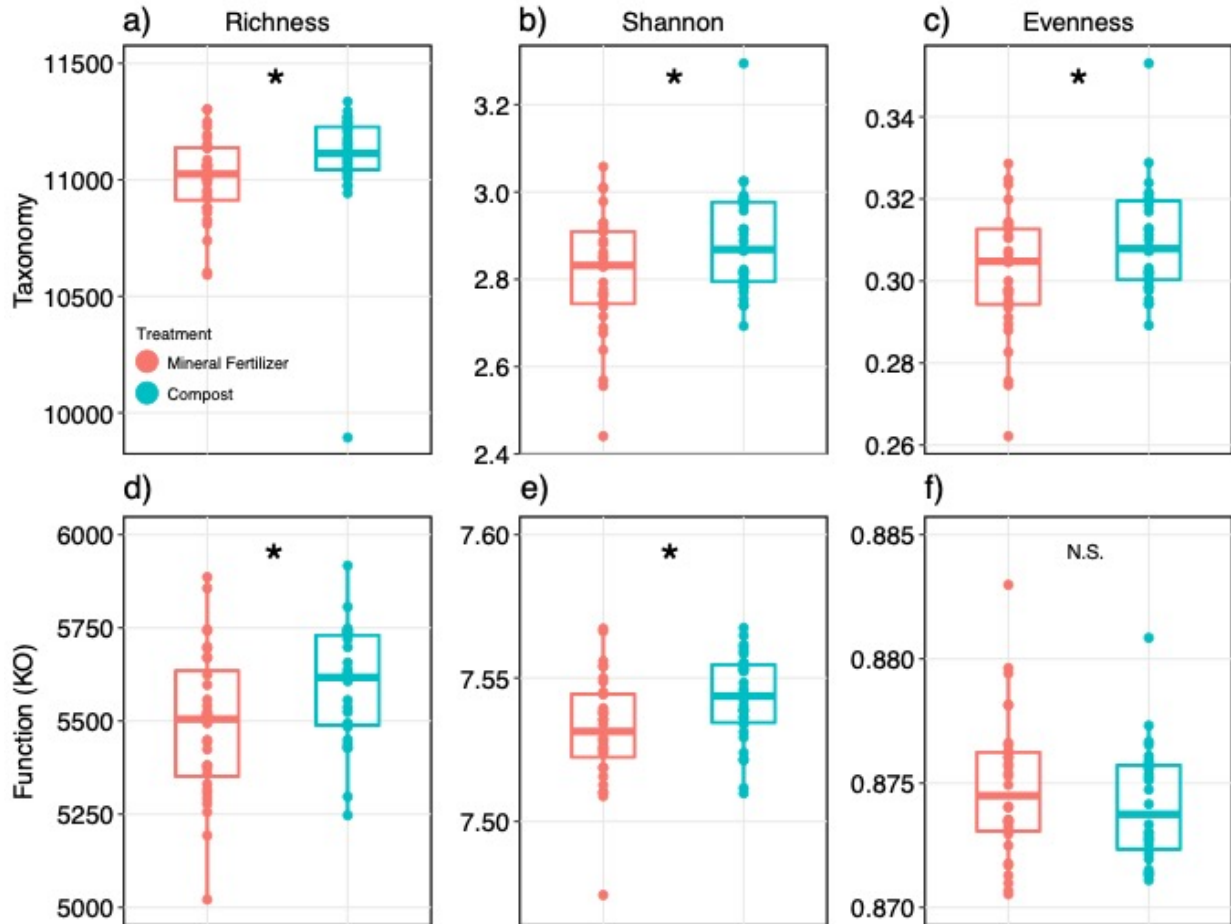 a) Richness
b) Shannon
c) Evenness
Taxonomy
11500
11000
10500
10000
*
Treatment
Mineral Fertilizer
Compost
3.2
3.0
2.8
2.6
2.4
*
0.34
0.32
0.30
0.28
0.26
*
d)
e)
f)
Function (KO)
6000
5750
5500
5250
5000
*
7.60
7.55
7.50
*
0.885
0.880
0.875
0.870
N.S.